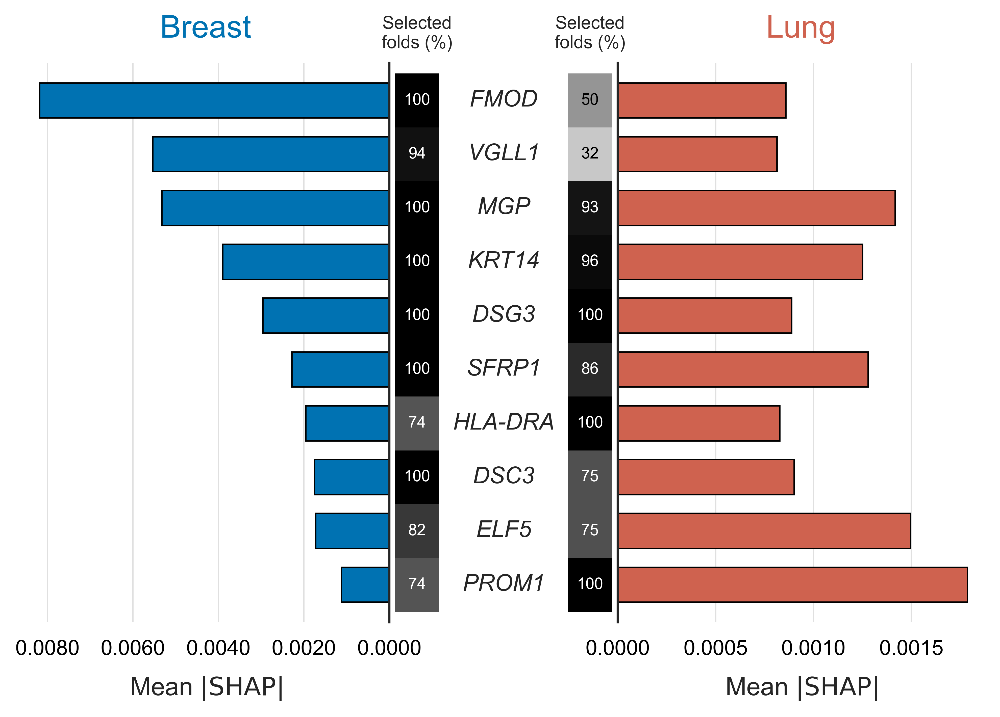 Breast
Selected
folds (%)
Selected
folds (%)
Lung
100 FMOD 50
94 VGLL1 32
100 MGP 93
100 KRT14 96
100 DSG3 100
100 SFRP1 86
74 HLA-DRA 100
100 DSC3 75
82 ELF5 75
74 PROM1 100
0.0080 0.0060 0.0040 0.0020 0.0000
0.0000 0.0005 0.0010 0.0015
Mean |SHAP|
Mean |SHAP|